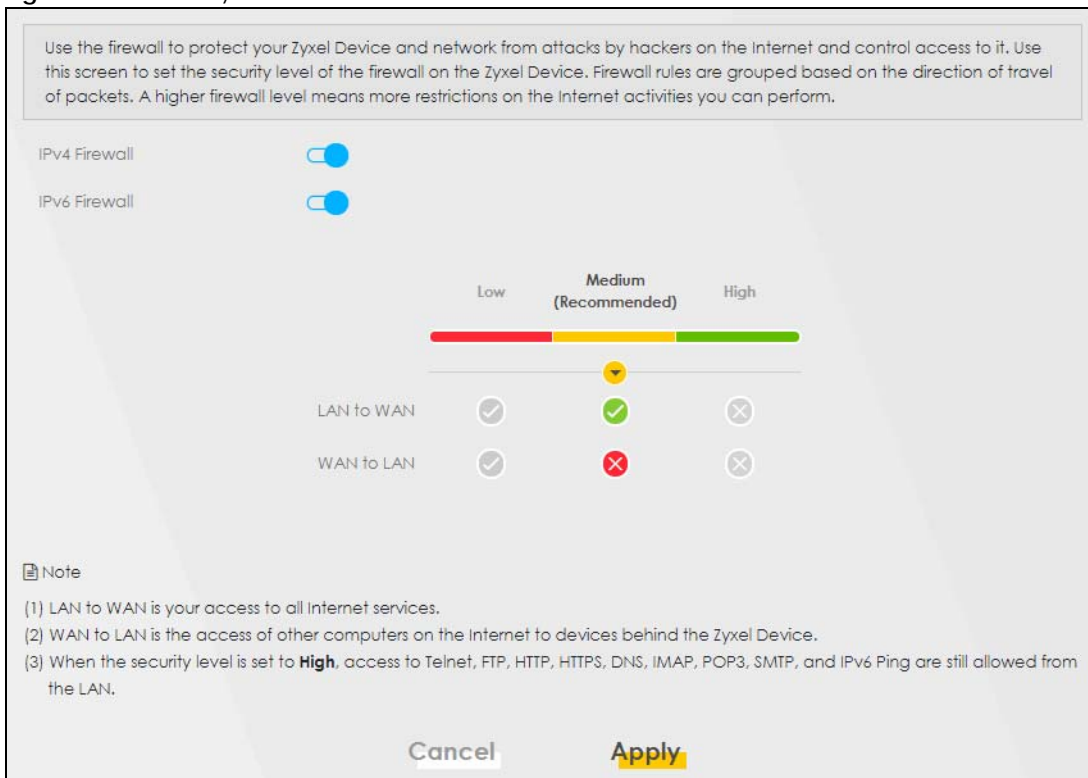 Use the firewall to protect your Zyxel Device and network from attacks by hackers on the Internet and control access to it. Use
this screen to set the security level of the firewall on the Zyxel Device. Firewall rules are grouped based on the direction of travel
of packets. A higher firewall level means more restrictions on the Internet activities you can perform.
IPv4 Firewall
IPv6 Firewall
Low
Medium
(Recommended)
High
LAN to WAN
WAN to LAN
Note
(1) LAN to WAN is your access to all Internet services.
(2) WAN to LAN is the access of other computers on the Internet to devices behind the Zyxel Device.
(3) When the security level is set to High, access to Telnet, FTP, HTTP, HTTPS, DNS, IMAP, POP3, SMTP, and IPv6 Ping are still allowed from
the LAN.
Cancel Apply